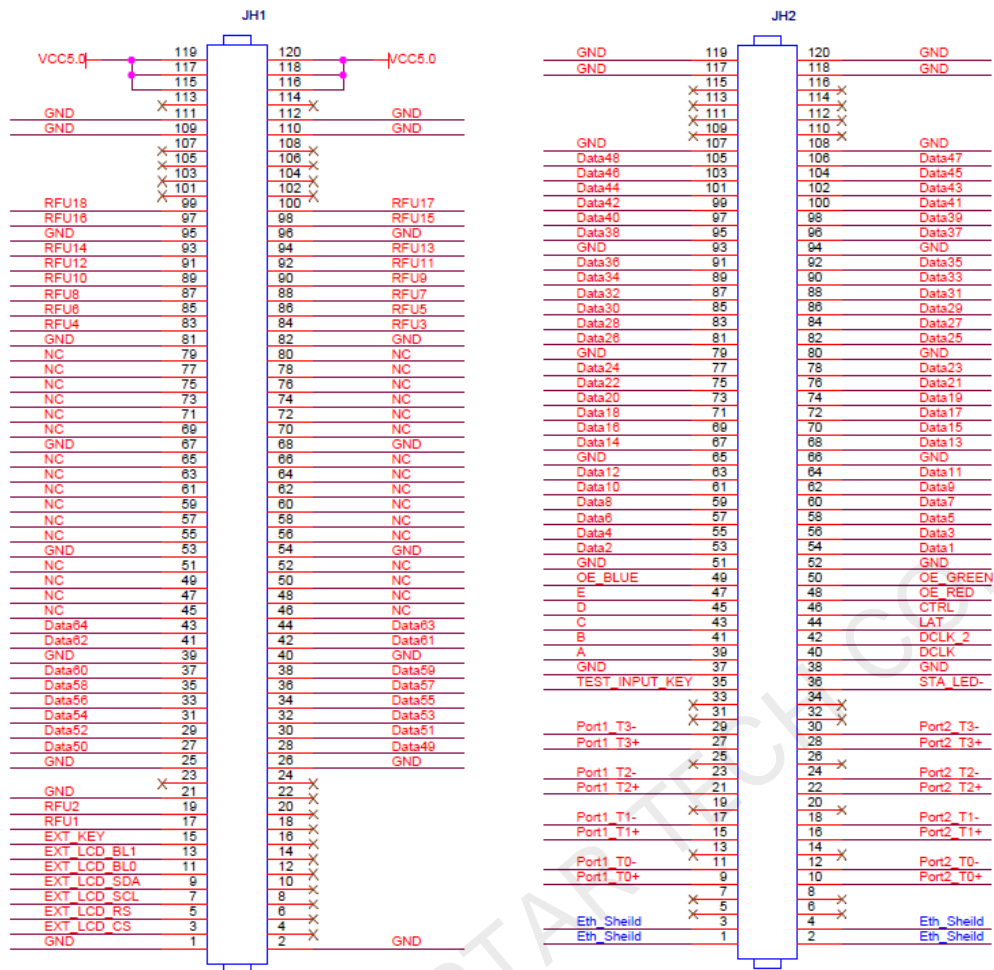 JH1
119 120
VCC5.0 117 118 VCC5.0
115 116
113 114
GND 111 112 GND
GND 109 110 GND
107 108
105 106
103 104
101 102
RFU18 99 100 RFU17
RFU16 97 98 RFU15
GND 95 96 GND
RFU14 93 94 RFU13
RFU12 91 92 RFU11
RFU10 89 90 RFU9
RFU8 87 88 RFU7
RFU6 85 86 RFU5
RFU4 83 84 RFU3
GND 81 82 GND
NC 79 80 NC
NC 77 78 NC
NC 75 76 NC
NC 73 74 NC
NC 71 72 NC
NC 69 70 NC
GND 67 68 GND
NC 65 66 NC
NC 63 64 NC
NC 61 62 NC
NC 59 60 NC
NC 57 58 NC
NC 55 56 NC
GND 53 54 GND
NC 51 52 NC
NC 49 50 NC
NC 47 48 NC
NC 45 46 NC
Data64 43 44 Data63
Data62 41 42 Data61
GND 39 40 GND
Data60 37 38 Data59
Data58 35 36 Data57
Data56 33 34 Data55
Data54 31 32 Data53
Data52 29 30 Data51
Data50 27 28 Data49
GND 25 26 GND
23 24
GND 21 22
RFU2 19 20
RFU1 17 18
EXT_KEY 15 16
EXT_LCD_BL1 13 14
EXT_LCD_BL0 11 12
EXT_LCD_SDA 9 10
EXT_LCD_SCL 7 8
EXT_LCD_RS 5 6
EXT_LCD_CS 3 4
GND 1 2 GND
JH2
GND 119 120 GND
GND 117 118 GND
115 116
113 114
111 112
109 110
GND 107 108 GND
Data48 105 106 Data47
Data46 103 104 Data45
Data44 101 102 Data43
Data42 99 100 Data41
Data40 97 98 Data39
Data38 95 96 Data37
GND 93 94 GND
Data36 91 92 Data35
Data34 89 90 Data33
Data32 87 88 Data31
Data30 85 86 Data29
Data28 83 84 Data27
Data26 81 82 Data25
GND 79 80 GND
Data24 77 78 Data23
Data22 75 76 Data21
Data20 73 74 Data19
Data18 71 72 Data17
Data16 69 70 Data15
Data14 67 68 Data13
GND 65 66 GND
Data12 63 64 Data11
Data10 61 62 Data9
Data8 59 60 Data7
Data6 57 58 Data5
Data4 55 56 Data3
Data2 53 54 Data1
GND 51 52 GND
OE_BLUE 49 50 OE_GREEN
E 47 48 OE_RED
D 45 46 CTRL
C 43 44 LAT
B 41 42 DCLK_2
A 39 40 DCLK
GND 37 38 GND
TEST_INPUT_KEY 35 36 STA_LED-
33 34
31 32
Port1_T3- 29 30 Port2_T3-
Port1_T3+ 27 28 Port2_T3+
25 26
Port1_T2- 23 24 Port2_T2-
Port1_T2+ 21 22 Port2_T2+
19 20
Port1_T1- 17 18 Port2_T1-
Port1_T1+ 15 16 Port2_T1+
13 14
Port1_T0- 11 12 Port2_T0-
Port1_T0+ 9 10 Port2_T0+
7 8
5 6
Eth_Sheild 3 4 Eth_Sheild
Eth_Sheild 1 2 Eth_Sheild
TAR TECH CO